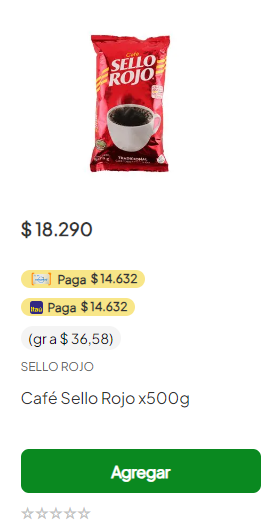 Café
SELLO
ROJO
TRADICIONAL
$ 18.290
Paga $ 14.632
Itaú Paga $ 14.632
(gr a $ 36,58)
SELLO ROJO
Café Sello Rojo x500g
Agregar